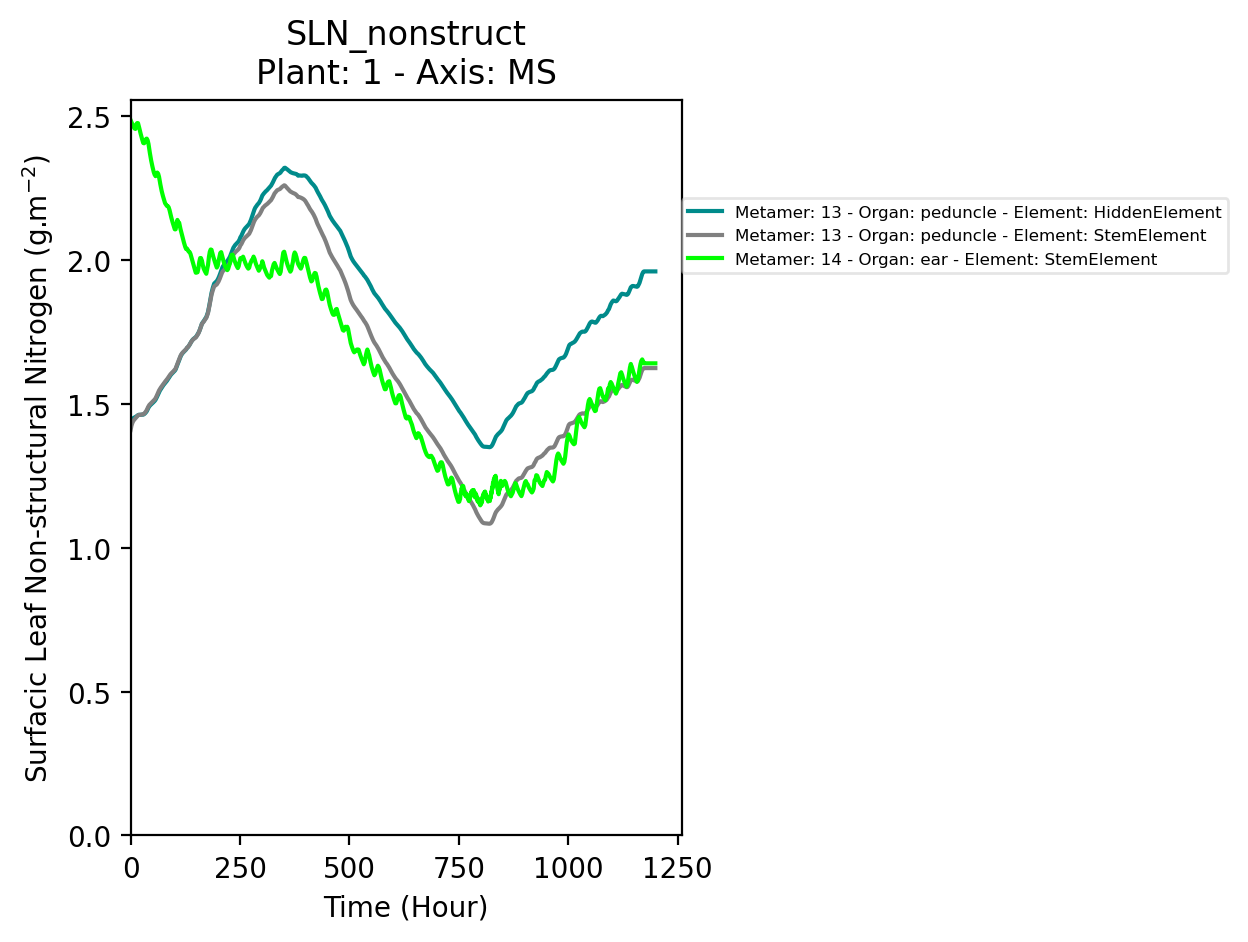 SLN_nonstruct
Plant: 1 - Axis: MS
Surfacic Leaf Non-structural Nitrogen (g.m⁻²)
2.5
2.0
1.5
1.0
0.5
0.0
0 250 500 750 1000 1250
Time (Hour)
Metamer: 13 - Organ: peduncle - Element: HiddenElement
Metamer: 13 - Organ: peduncle - Element: StemElement
Metamer: 14 - Organ: ear - Element: StemElement